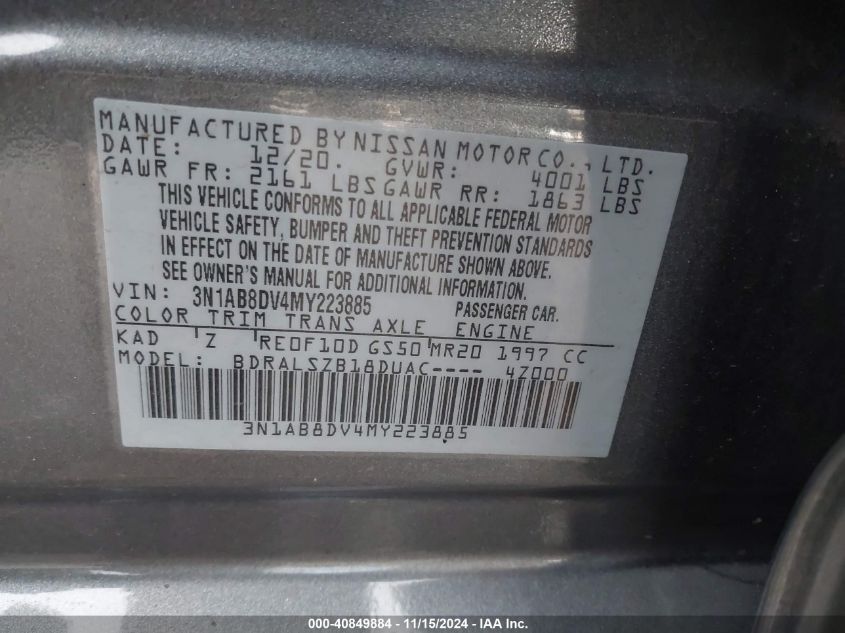 MANUFACTURED BY NISSAN MOTOR CO., LTD.
DATE: 12/20. GVWR: 4001 LBS
GAWR FR: 2161 LBS GAWR RR: 1863 LBS
THIS VEHICLE CONFORMS TO ALL APPLICABLE FEDERAL MOTOR
VEHICLE SAFETY, BUMPER AND THEFT PREVENTION STANDARDS
IN EFFECT ON THE DATE OF MANUFACTURE SHOWN ABOVE.
SEE OWNER'S MANUAL FOR ADDITIONAL INFORMATION.
VIN: 3N1AB8DV4MY223885 PASSENGER CAR.
COLOR TRIM TRANS AXLE ENGINE
KAD Z RE0F10D GS50 MR20 1997 CC
MODEL: BDRALSZB18DUAC---- 4Z000
3N1AB8DV4MY223885
000-40849884 - 11/15/2024 - IAA Inc.